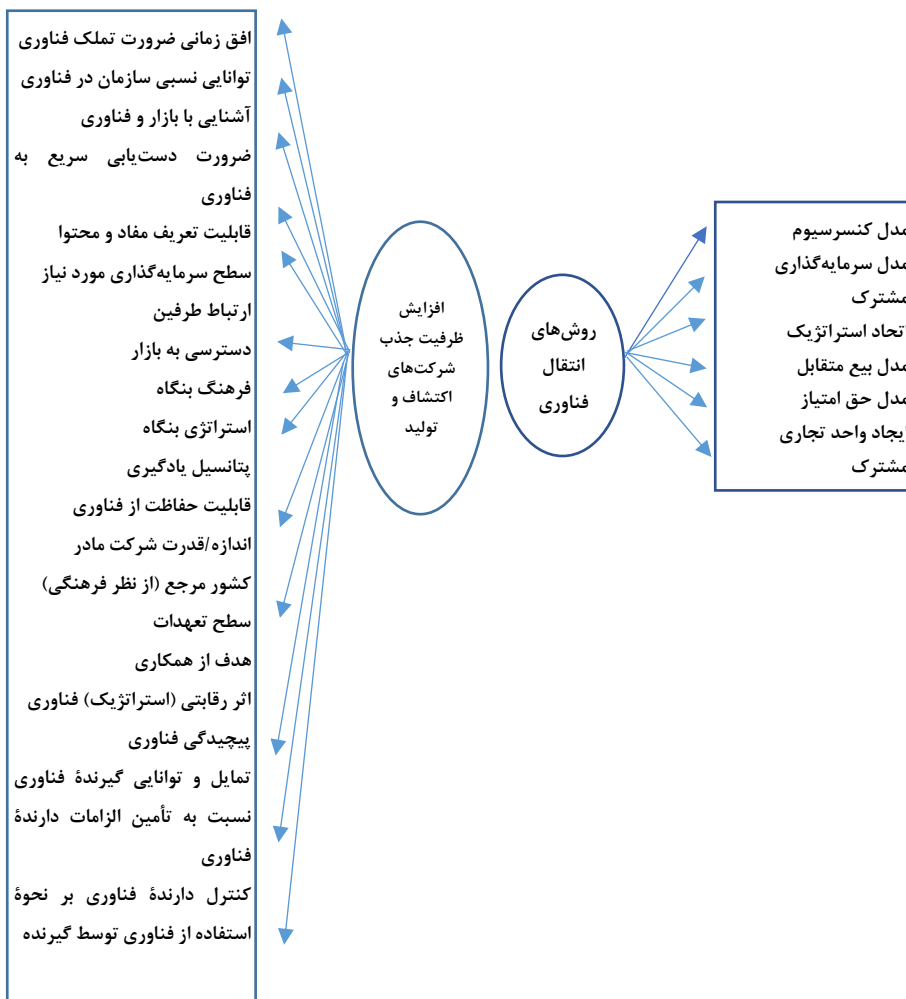 مدل کنسرسیوم
مدل سرمایه‌گذاری
مشترک
اتحاد استراتژیک
مدل بیع متقابل
مدل حق امتیاز
ایجاد واحد تجاری
مشترک
روش‌های
انتقال
فناوری
افزایش
ظرفیت جذب
شرکت‌های
اکتشاف و
تولید
افق زمانی ضرورت تملک فناوری
توانایی نسبی سازمان در فناوری
آشنایی با بازار و فناوری
ضرورت دست‌یابی سریع به
فناوری
قابلیت تعریف مفاد و محتوا
سطح سرمایه‌گذاری مورد نیاز
ارتباط طرفین
دسترسی به بازار
فرهنگ بنگاه
استراتژی بنگاه
پتانسیل یادگیری
قابلیت حفاظت از فناوری
اندازه/قدرت شرکت مادر
کشور مرجع (از نظر فرهنگی)
سطح تعهدات
هدف از همکاری
اثر رقابتی (استراتژیک) فناوری
پیچیدگی فناوری
تمایل و توانایی گیرندهٔ فناوری
نسبت به تأمین الزامات دارندهٔ
فناوری
کنترل دارندهٔ فناوری بر نحوهٔ
استفاده از فناوری توسط گیرنده